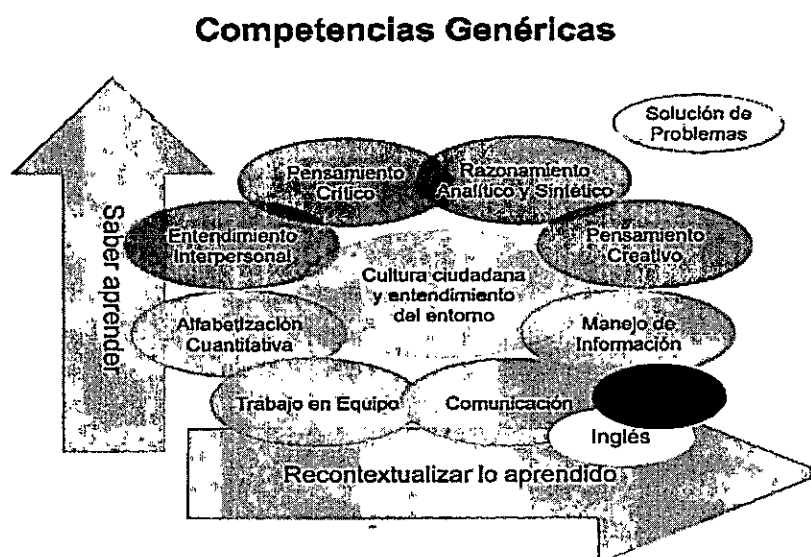 Competencias Genéricas
Solución de
Problemas
Pensamiento
Crítico
Razonamiento
Analítico y Sintético
Saber aprender
Entendimiento
Interpersonal
Pensamiento
Creativo
Cultura ciudadana
y entendimiento
del entorno
Alfabetización
Cuantitativa
Manejo de
Información
Trabajo en Equipo
Comunicación
Inglés
Recontextualizar lo aprendido